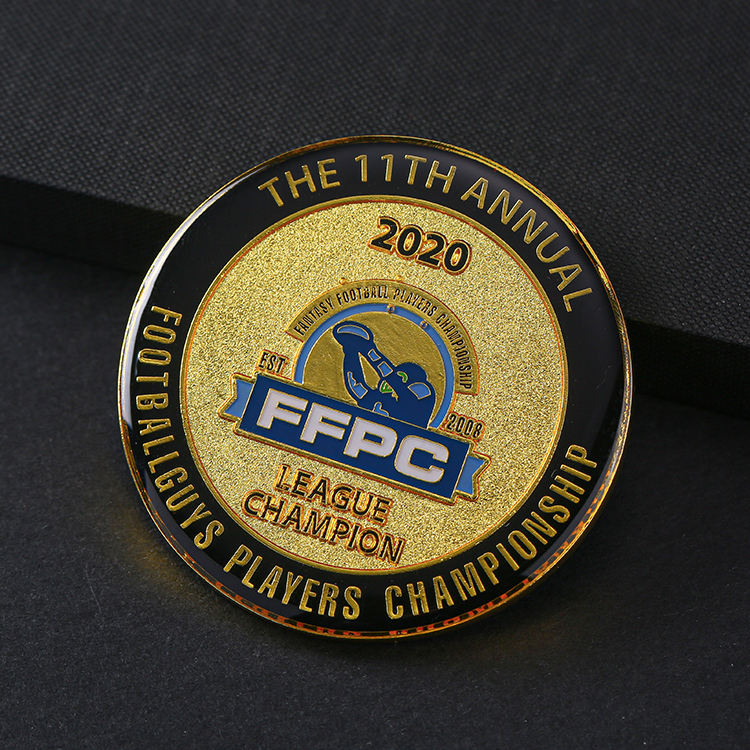 THE 11TH ANNUAL
2020
FANTASY FOOTBALL PLAYERS CHAMPIONSHIP
EST 2008
FFPC
LEAGUE
CHAMPION
FOOTBALLGUYS PLAYERS CHAMPIONSHIP